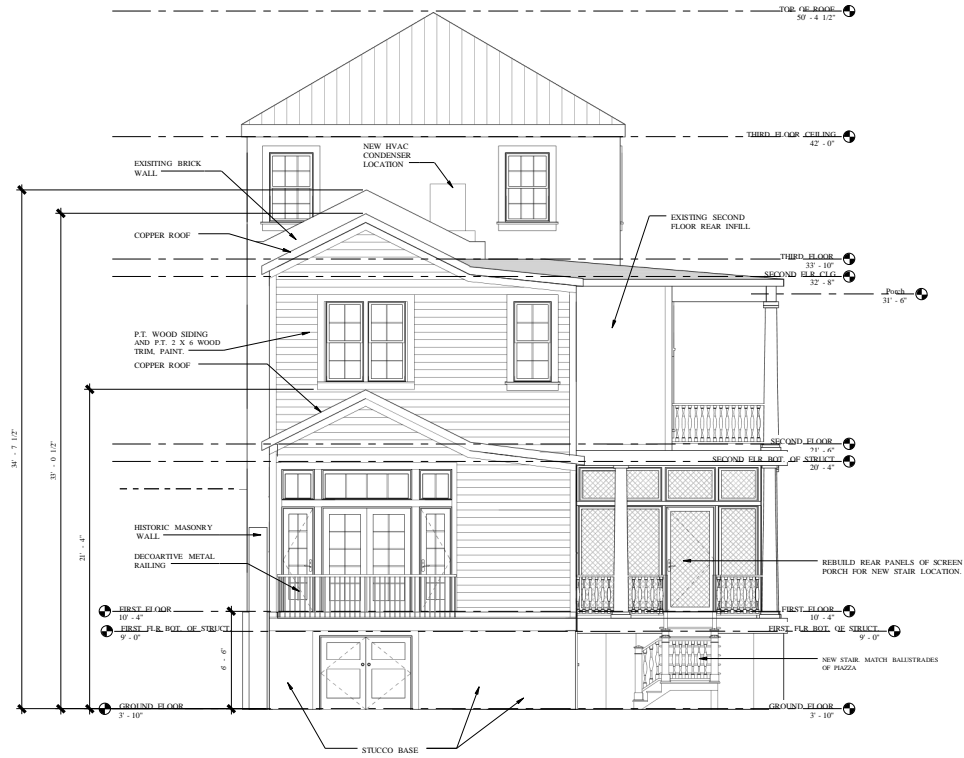 TOP OF ROOF
50' - 4 1/2"
THIRD FLOOR CEILING
42' - 0"
NEW HVAC
CONDENSER
LOCATION
EXISITING BRICK
WALL
EXISTING SECOND
FLOOR REAR INFILL
COPPER ROOF
THIRD FLOOR
33' - 10"
SECOND FLR CLG
32' - 8"
Porch
31' - 6"
P.T. WOOD SIDING
AND P.T. 2 X 6 WOOD
TRIM, PAINT.
COPPER ROOF
34' - 7 1/2"
33' - 0 1/2"
21' - 4"
SECOND FLOOR
21' - 6"
SECOND FLR BOT. OF STRUCT.
20' - 4"
HISTORIC MASONRY
WALL
DECOARTIVE METAL
RAILING
REBUILD REAR PANELS OF SCREEN
PORCH FOR NEW STAIR LOCATION.
FIRST FLOOR
10' - 4"
FIRST FLOOR
10' - 4"
FIRST FLR BOT. OF STRUCT.
9' - 0"
FIRST FLR BOT. OF STRUCT.
9' - 0"
6' - 6"
NEW STAIR. MATCH BALUSTRADES
OF PIAZZA
GROUND FLOOR
3' - 10"
GROUND FLOOR
3' - 10"
STUCCO BASE